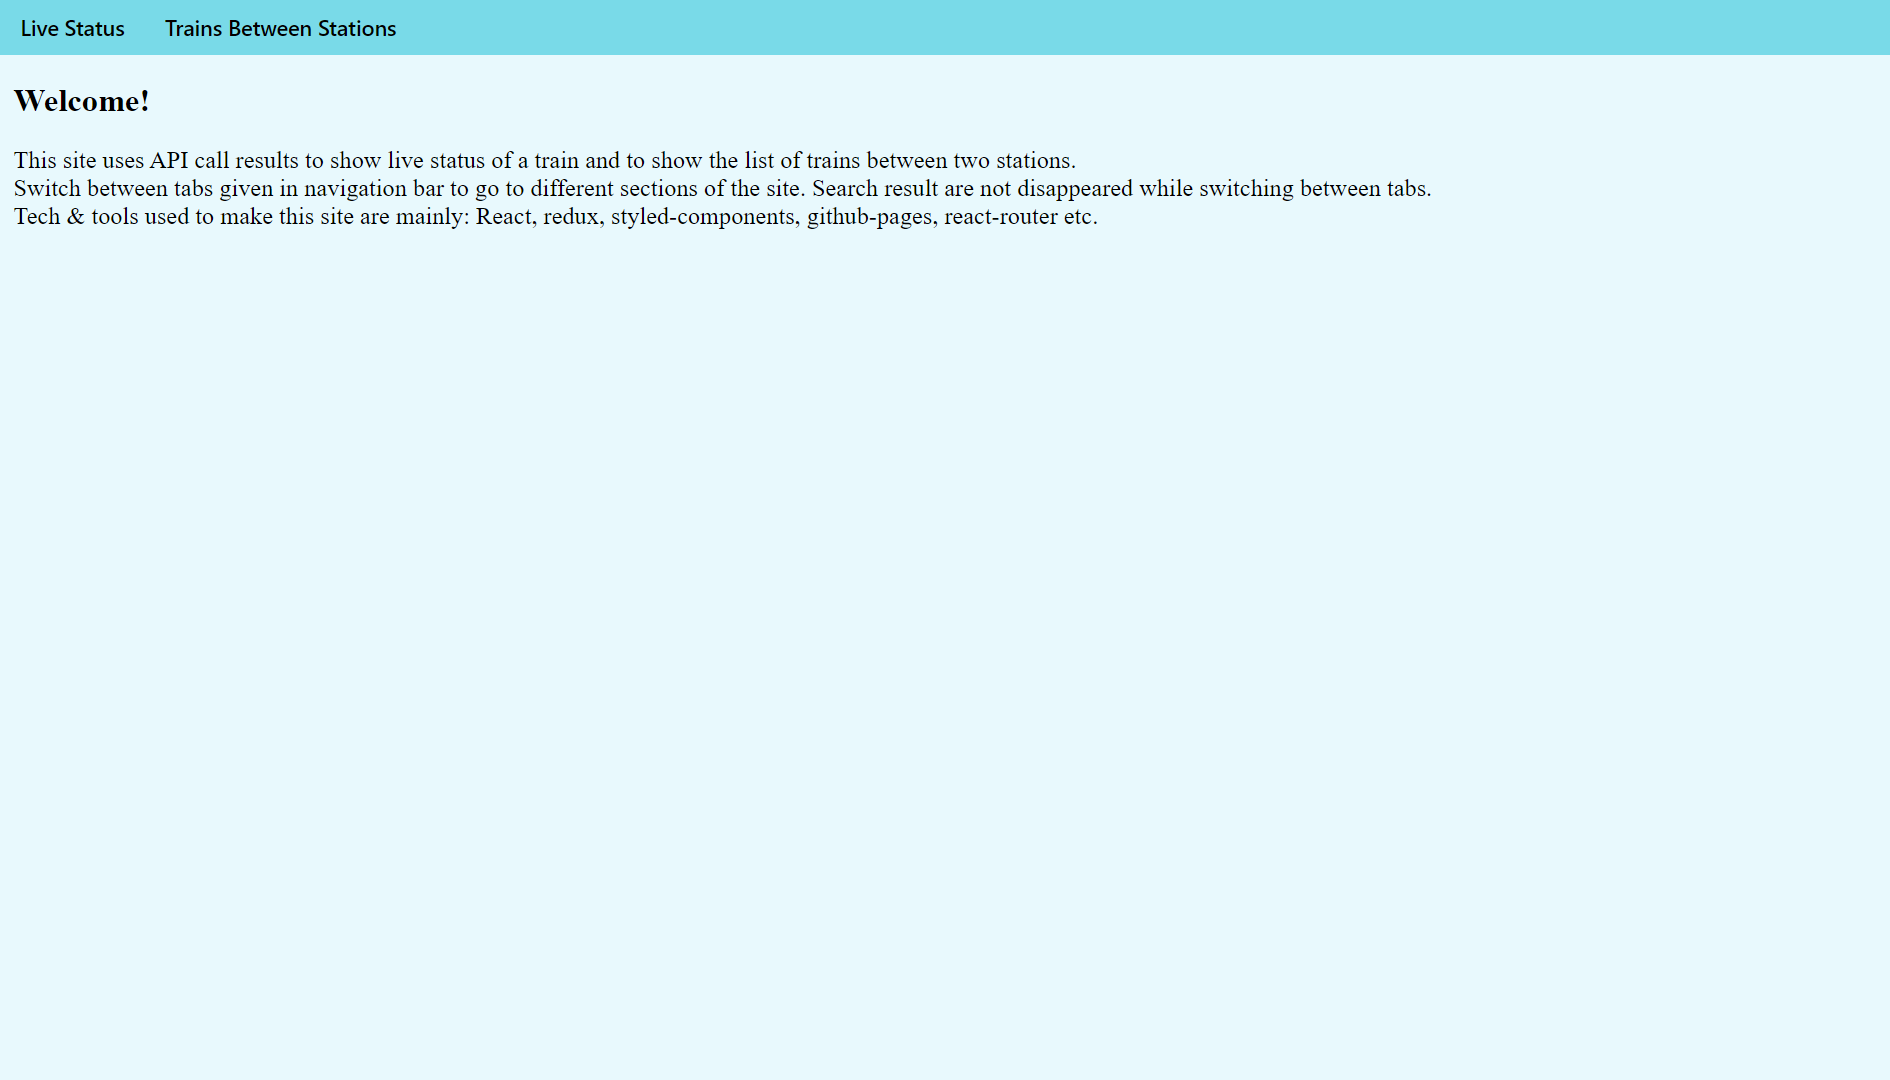 Live Status Trains Between Stations
Welcome!
This site uses API call results to show live status of a train and to show the list of trains between two stations.
Switch between tabs given in navigation bar to go to different sections of the site. Search result are not disappeared while switching between tabs.
Tech & tools used to make this site are mainly: React, redux, styled-components, github-pages, react-router etc.